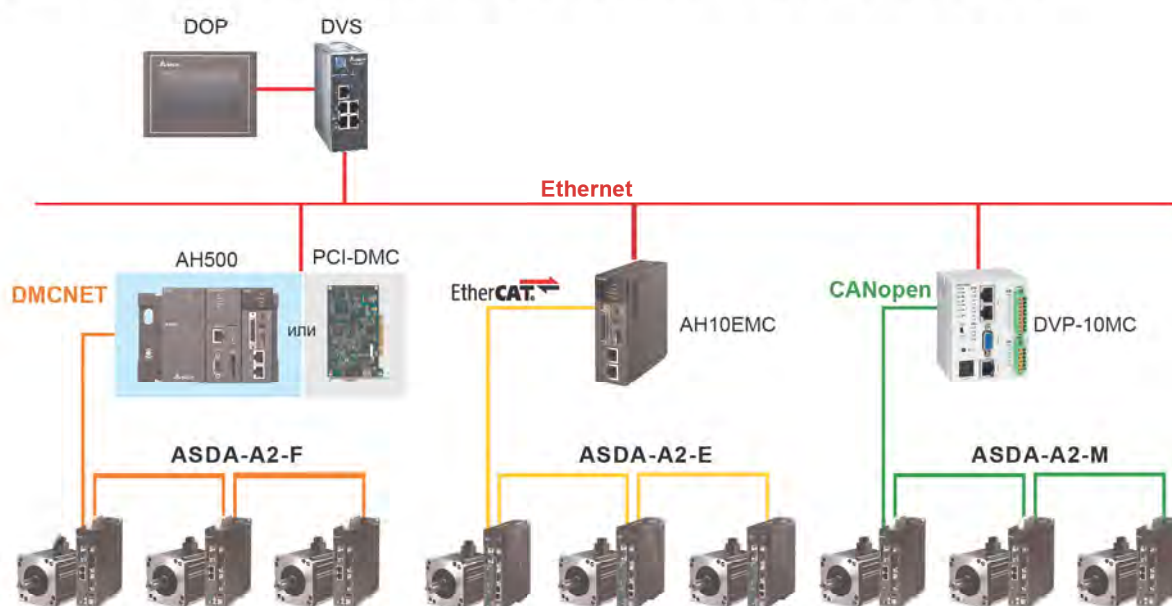 DOP
DVS
Ethernet
AH500
PCI-DMC
DMCNET
или
EtherCAT.
AH10EMC
CANopen
DVP-10MC
ASDA-A2-F
ASDA-A2-E
ASDA-A2-M